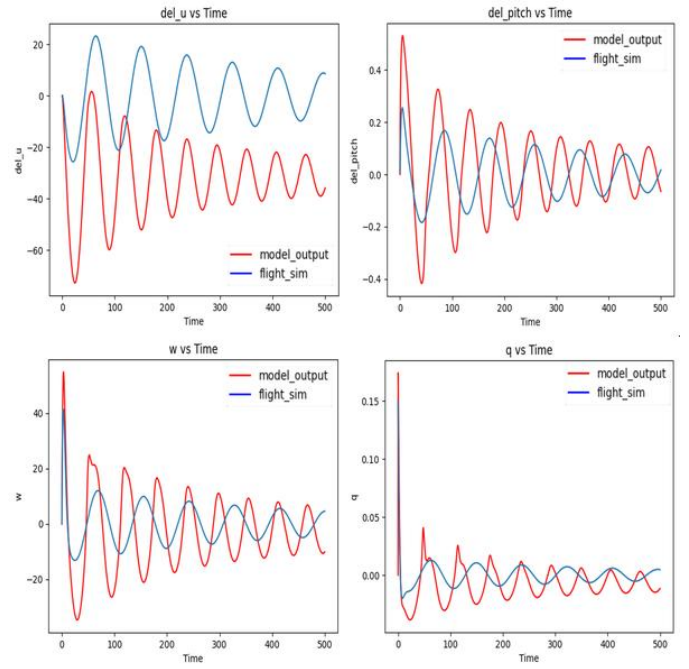 del_u vs Time
20
0
−20
−40
−60
del_u
0
100
200
300
400
500
Time
model_output
flight_sim
del_pitch vs Time
0.4
0.2
0.0
−0.2
−0.4
del_pitch
0
100
200
300
400
500
Time
model_output
flight_sim
w vs Time
40
20
0
−20
w
0
100
200
300
400
500
Time
model_output
flight_sim
q vs Time
0.15
0.10
0.05
0.00
q
0
100
200
300
400
500
Time
model_output
flight_sim